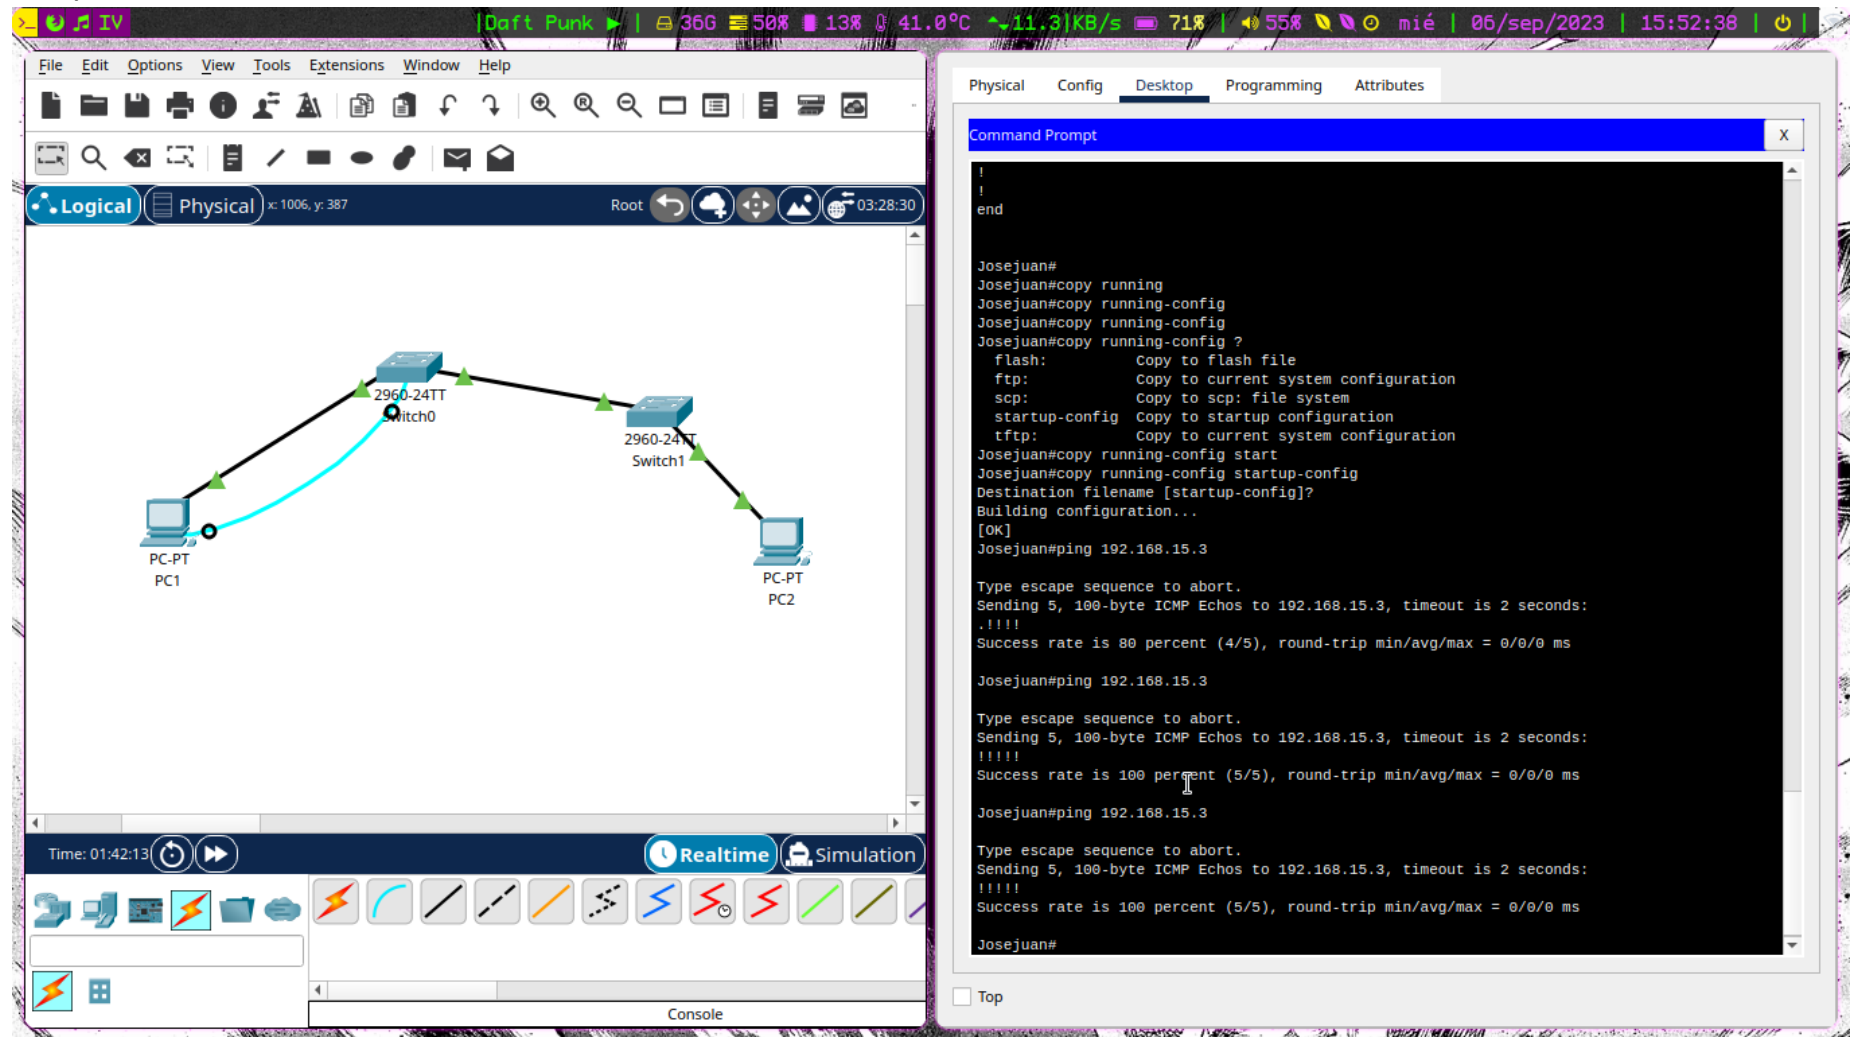 IV
|Daft Punk ▶ | 36G 50% 13% 41.0°C 11.3|KB/s 71% | 55% mié | 06/sep/2023 | 15:52:38 | |
File Edit Options View Tools Extensions Window Help
Logical Physical x: 1006, y: 387 Root 03:28:30
2960-24TT
Switch0
2960-24TT
Switch1
PC-PT
PC1
PC-PT
PC2
Time: 01:42:13 Realtime Simulation
Console
Physical Config Desktop Programming Attributes
Command Prompt X
!
!
end
Josejuan#
Josejuan#copy running
Josejuan#copy running-config
Josejuan#copy running-config
Josejuan#copy running-config ?
flash: Copy to flash file
ftp: Copy to current system configuration
scp: Copy to scp: file system
startup-config Copy to startup configuration
tftp: Copy to current system configuration
Josejuan#copy running-config start
Josejuan#copy running-config startup-config
Destination filename [startup-config]?
Building configuration...
[OK]
Josejuan#ping 192.168.15.3
Type escape sequence to abort.
Sending 5, 100-byte ICMP Echos to 192.168.15.3, timeout is 2 seconds:
.!!!!
Success rate is 80 percent (4/5), round-trip min/avg/max = 0/0/0 ms
Josejuan#ping 192.168.15.3
Type escape sequence to abort.
Sending 5, 100-byte ICMP Echos to 192.168.15.3, timeout is 2 seconds:
!!!!!
Success rate is 100 percent (5/5), round-trip min/avg/max = 0/0/0 ms
Josejuan#ping 192.168.15.3
Type escape sequence to abort.
Sending 5, 100-byte ICMP Echos to 192.168.15.3, timeout is 2 seconds:
!!!!!
Success rate is 100 percent (5/5), round-trip min/avg/max = 0/0/0 ms
Josejuan#
Top